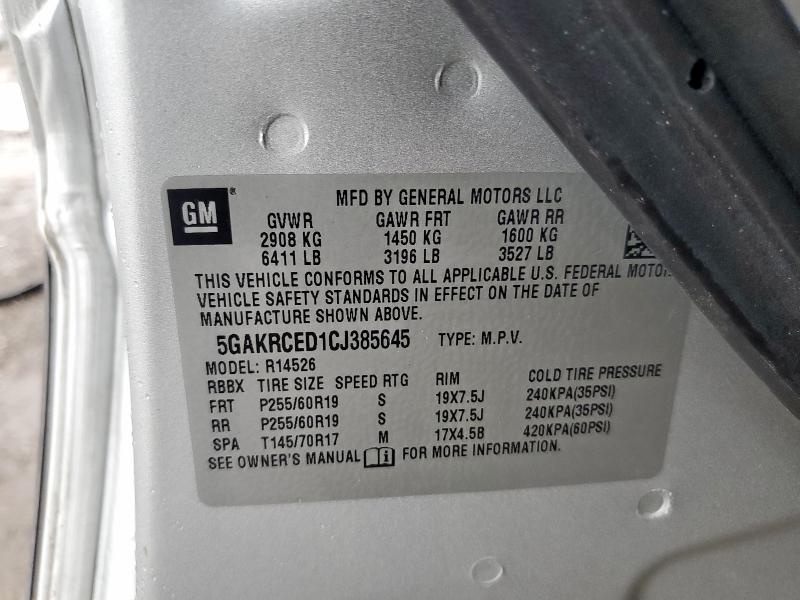 GM®
MFD BY GENERAL MOTORS LLC
GVWR GAWR FRT GAWR RR
2908 KG 1450 KG 1600 KG
6411 LB 3196 LB 3527 LB
THIS VEHICLE CONFORMS TO ALL APPLICABLE U.S. FEDERAL MOTOR
VEHICLE SAFETY STANDARDS IN EFFECT ON THE DATE OF
MANUFACTURE SHOWN ABOVE.
5GAKRCED1CJ385645 TYPE: M.P.V.
MODEL: R14526
RBBX TIRE SIZE SPEED RTG RIM COLD TIRE PRESSURE
FRT P255/60R19 S 19X7.5J 240KPA(35PSI)
RR P255/60R19 S 19X7.5J 240KPA(35PSI)
SPA T145/70R17 M 17X4.5B 420KPA(60PSI)
SEE OWNER'S MANUAL FOR MORE INFORMATION.